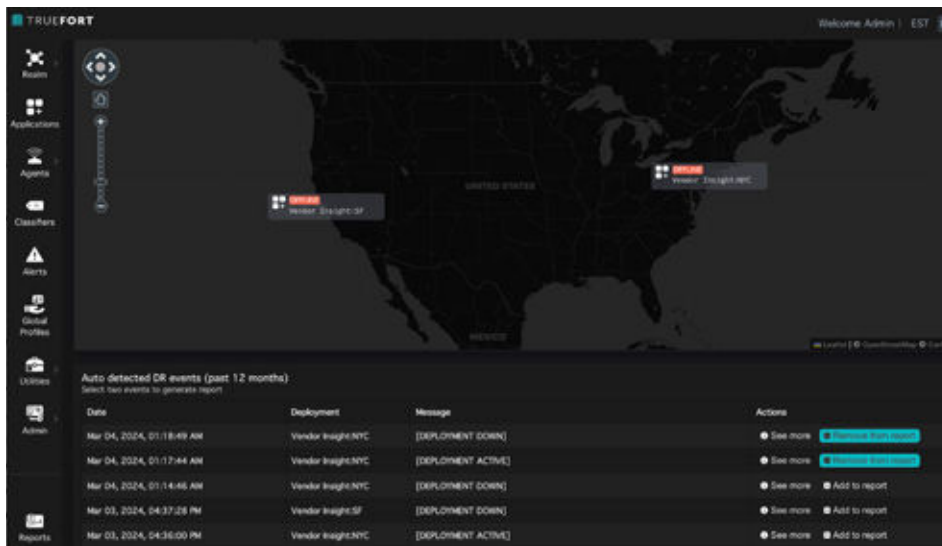 TRUEFORT
Welcome Admin | EST
Realm
Applications
Agents
Classifiers
Alerts
Global
Profiles
Utilities
Admin
Reports
OFFLINE
Vendor Insight:NYC
UNITED STATES
OFFLINE
Vendor Insight:SF
MEXICO
Leaflet | © OpenStreetMap ©
Auto detected DR events (past 12 months)
Select two events to generate report
Date Deployment Message Actions
Mar 04, 2024, 01:18:49 AM Vendor Insight:NYC [DEPLOYMENT DOWN] See more Remove from report
Mar 04, 2024, 01:17:44 AM Vendor Insight:NYC [DEPLOYMENT ACTIVE] See more Remove from report
Mar 04, 2024, 01:14:46 AM Vendor Insight:NYC [DEPLOYMENT DOWN] See more Add to report
Mar 03, 2024, 04:37:28 PM Vendor Insight:SF [DEPLOYMENT DOWN] See more Add to report
Mar 03, 2024, 04:36:00 PM Vendor Insight:NYC [DEPLOYMENT ACTIVE] See more Add to report